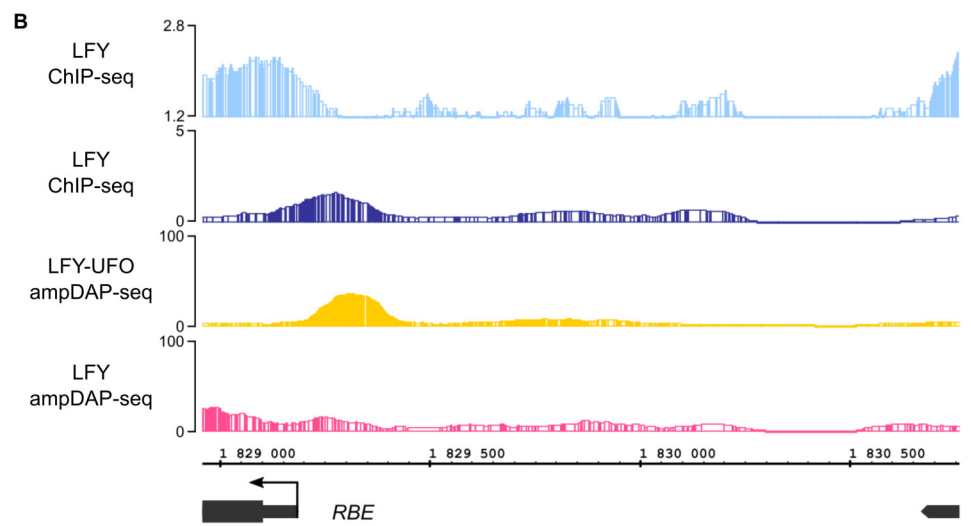 B
2.8
LFY
ChIP-seq
1.2
5
LFY
ChIP-seq
0
100
LFY-UFO
ampDAP-seq
0
100
LFY
ampDAP-seq
0
1 829 000 1 829 500 1 830 000 1 830 500
RBE